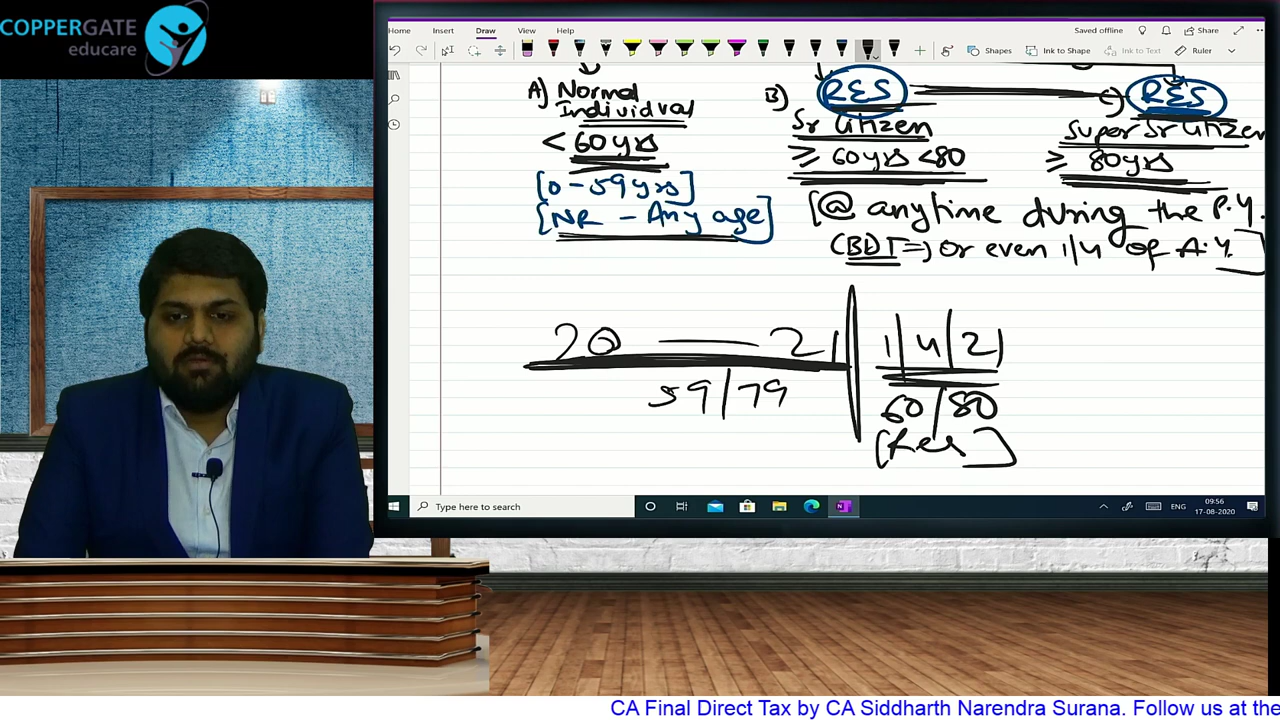 COPPERGATE
educare
Home Insert Draw View Help
Saved offline
Share
Shapes
Ink to Shape
Ink to Text
Ruler
A) Normal
Individual
< 60 yrs
[0 - 59 yrs]
[NR - Any age]
B) RES
Sr Citizen
≥ 60 yrs < 80
C) RES
Super Sr Citizen
≥ 80 yrs
[@ anytime during the P.Y.
CBDT => or even 1/4 of A.Y.]
20 — 21
59/79
1/4/21
60/80
[Res]
Type here to search
ENG
09:56
17-08-2020
CA Final Direct Tax by CA Siddharth Narendra Surana. Follow us at the